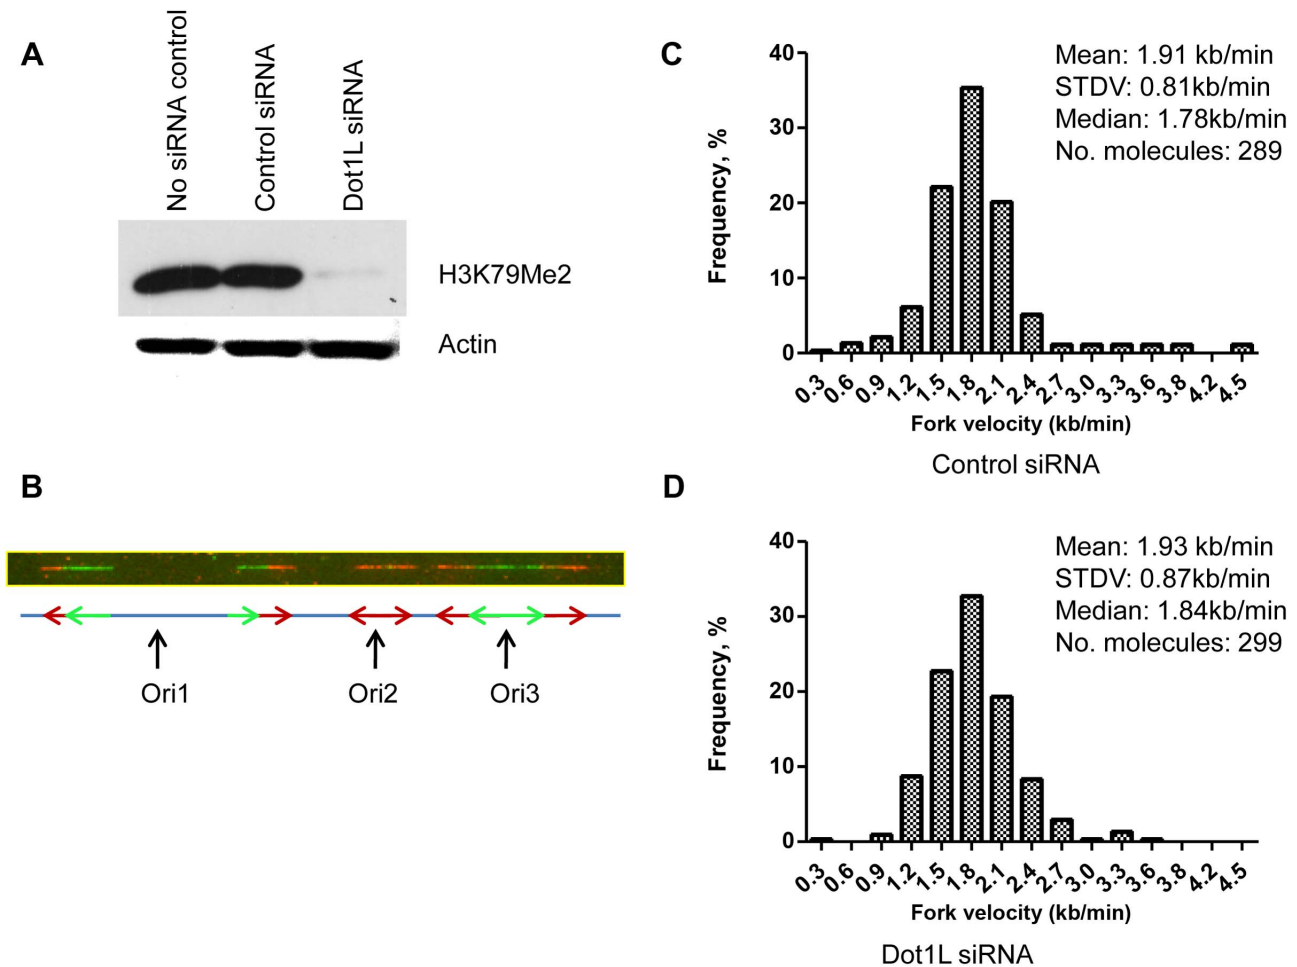 A
No siRNA control
Control siRNA
Dot1L siRNA
H3K79Me2
Actin
B
Ori1
Ori2
Ori3
C
Mean: 1.91 kb/min
STDV: 0.81kb/min
Median: 1.78kb/min
No. molecules: 289
Frequency, %
40
30
20
10
0
0.3 0.6 0.9 1.2 1.5 1.8 2.1 2.4 2.7 3.0 3.3 3.6 3.8 4.2 4.5
Fork velocity (kb/min)
Control siRNA
D
Mean: 1.93 kb/min
STDV: 0.87kb/min
Median: 1.84kb/min
No. molecules: 299
Frequency, %
40
30
20
10
0
0.3 0.6 0.9 1.2 1.5 1.8 2.1 2.4 2.7 3.0 3.3 3.6 3.8 4.2 4.5
Fork velocity (kb/min)
Dot1L siRNA